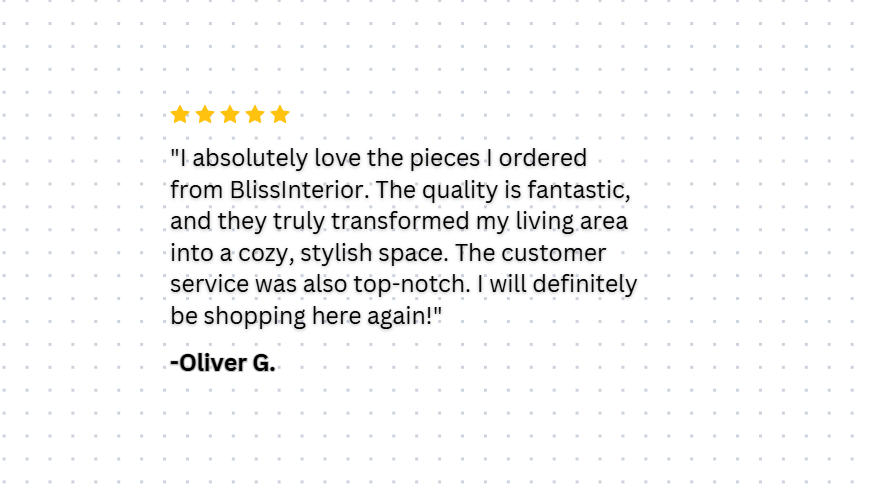 "I absolutely love the pieces I ordered
from BlissInterior. The quality is fantastic,
and they truly transformed my living area
into a cozy, stylish space. The customer
service was also top-notch. I will definitely
be shopping here again!"
-Oliver G.